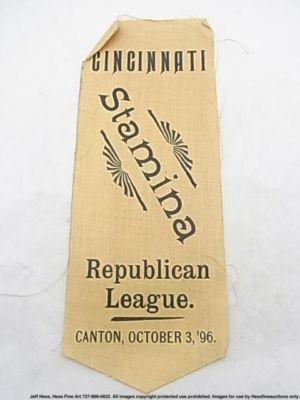 CINCINNATI
Stamina
Republican
League.
CANTON, OCTOBER 3, '96.
Jeff Hess, Hess Fine Art 727-896-0622. All images copyright protected use prohibited. Images for use by Hessfineauctions only.